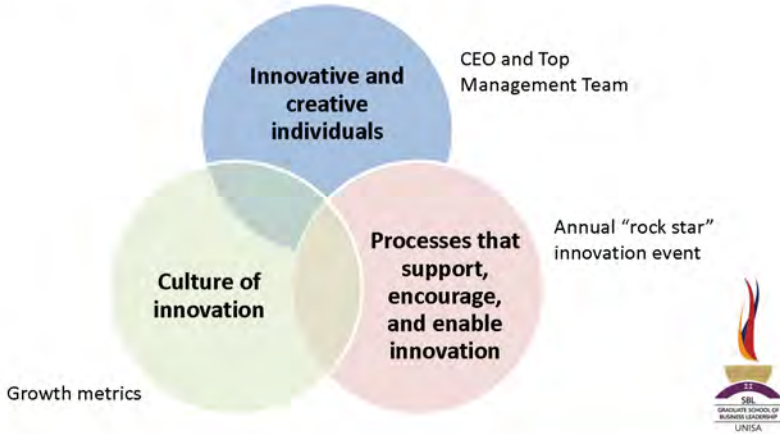 Innovative and
creative
individuals
CEO and Top
Management Team
Culture of
innovation
Processes that
support,
encourage,
and enable
innovation
Annual “rock star”
innovation event
Growth metrics
SBL
GRADUATE SCHOOL OF
BUSINESS LEADERSHIP
UNISA